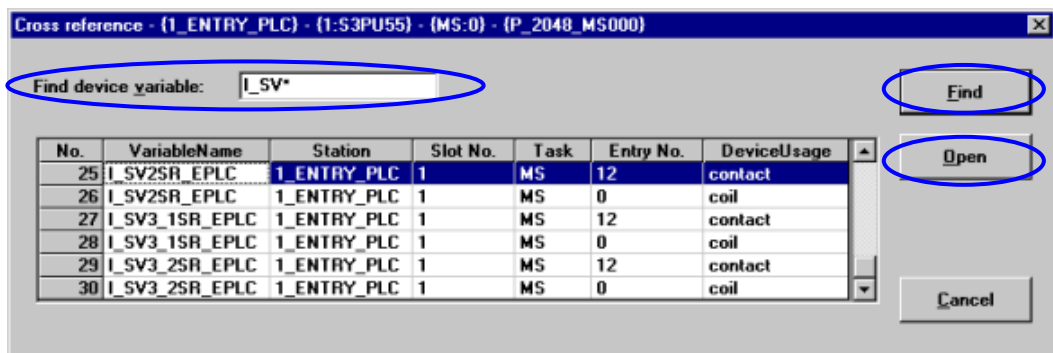 Cross reference - {1_ENTRY_PLC} - {1:S3PU55} - {MS:0} - {P_2048_MS000}
Find device variable: I_SV*
Find
No. VariableName Station Slot No. Task Entry No. DeviceUsage
Open
25 I_SV2SR_EPLC 1_ENTRY_PLC 1 MS 12 contact
26 I_SV2SR_EPLC 1_ENTRY_PLC 1 MS 0 coil
27 I_SV3_1SR_EPLC 1_ENTRY_PLC 1 MS 12 contact
28 I_SV3_1SR_EPLC 1_ENTRY_PLC 1 MS 0 coil
29 I_SV3_2SR_EPLC 1_ENTRY_PLC 1 MS 12 contact
30 I_SV3_2SR_EPLC 1_ENTRY_PLC 1 MS 0 coil
Cancel